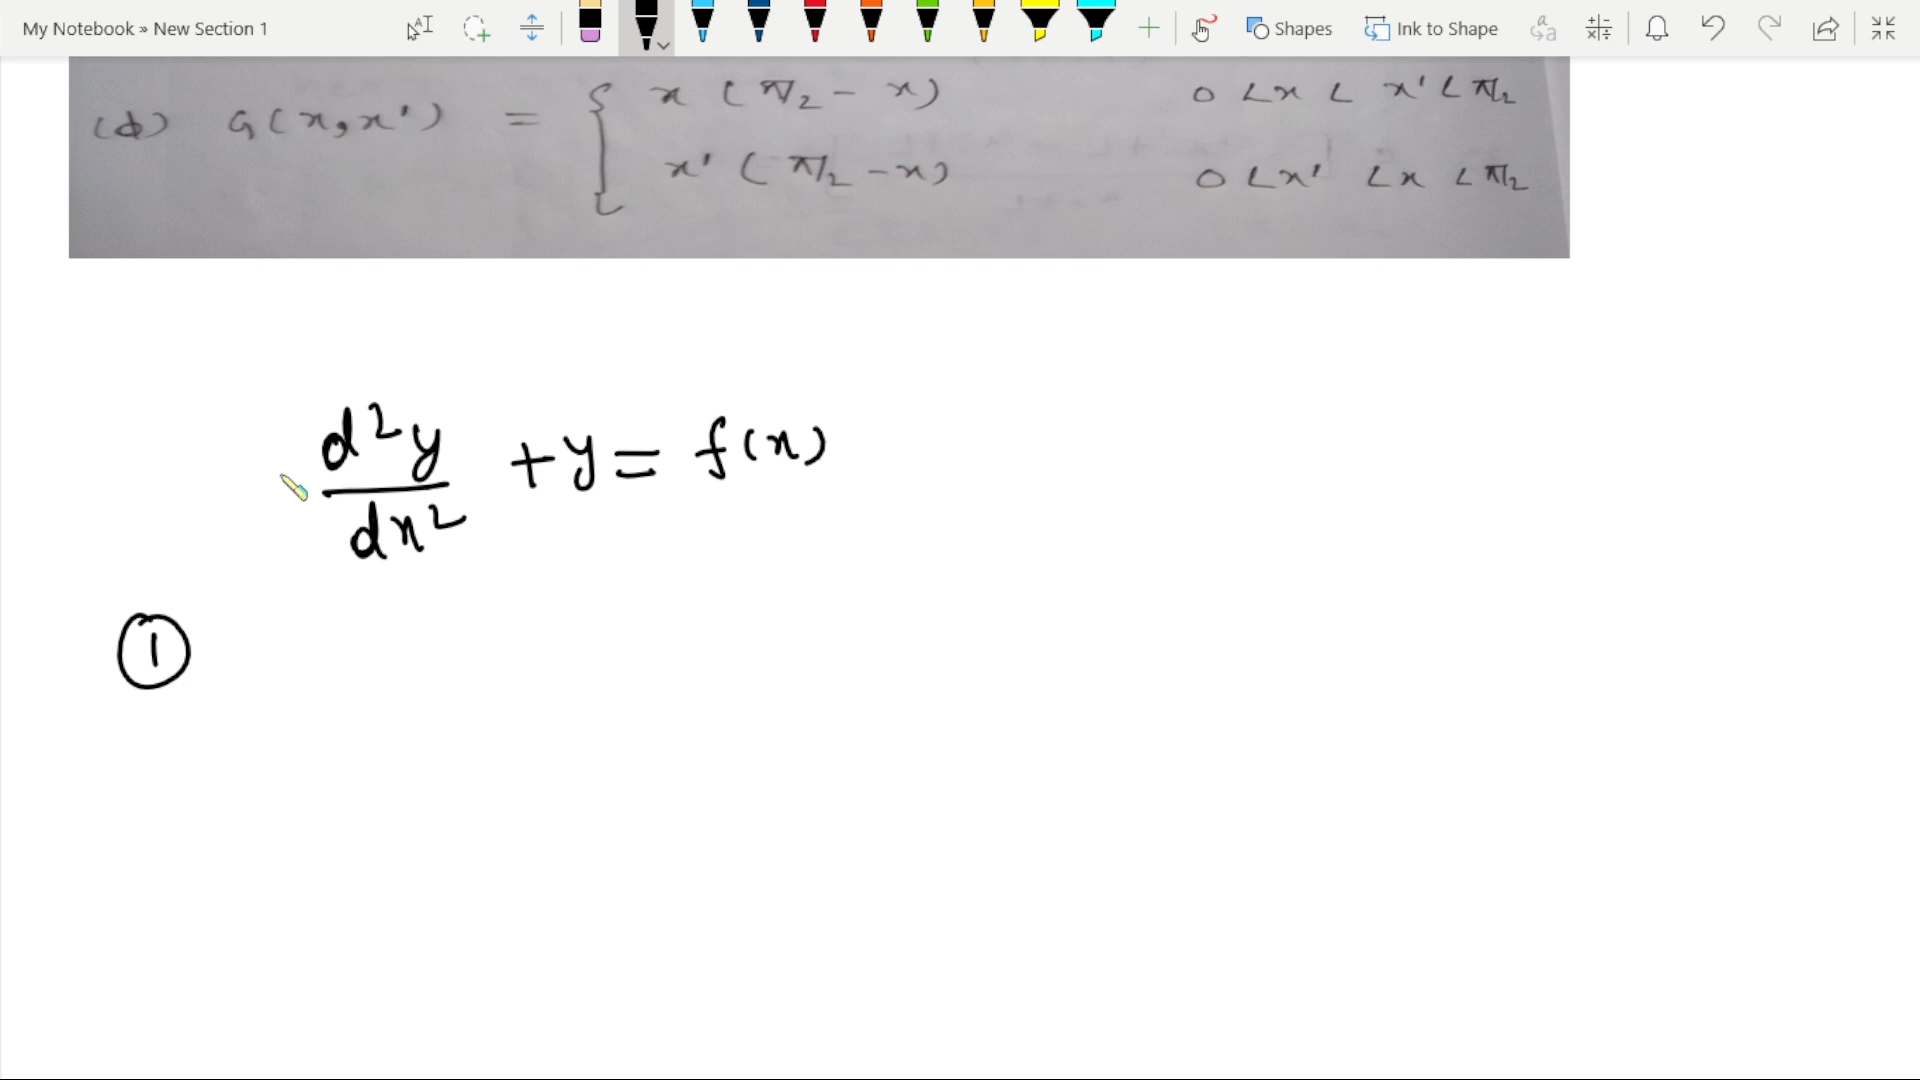 My Notebook » New Section 1 Shapes Ink to Shape
(d) G(x,x') = { x (π/2 - x) 0 < x < x' < π/2
x' (π/2 - x) 0 < x' < x < π/2
d²y/dx² + y = f(x)
①